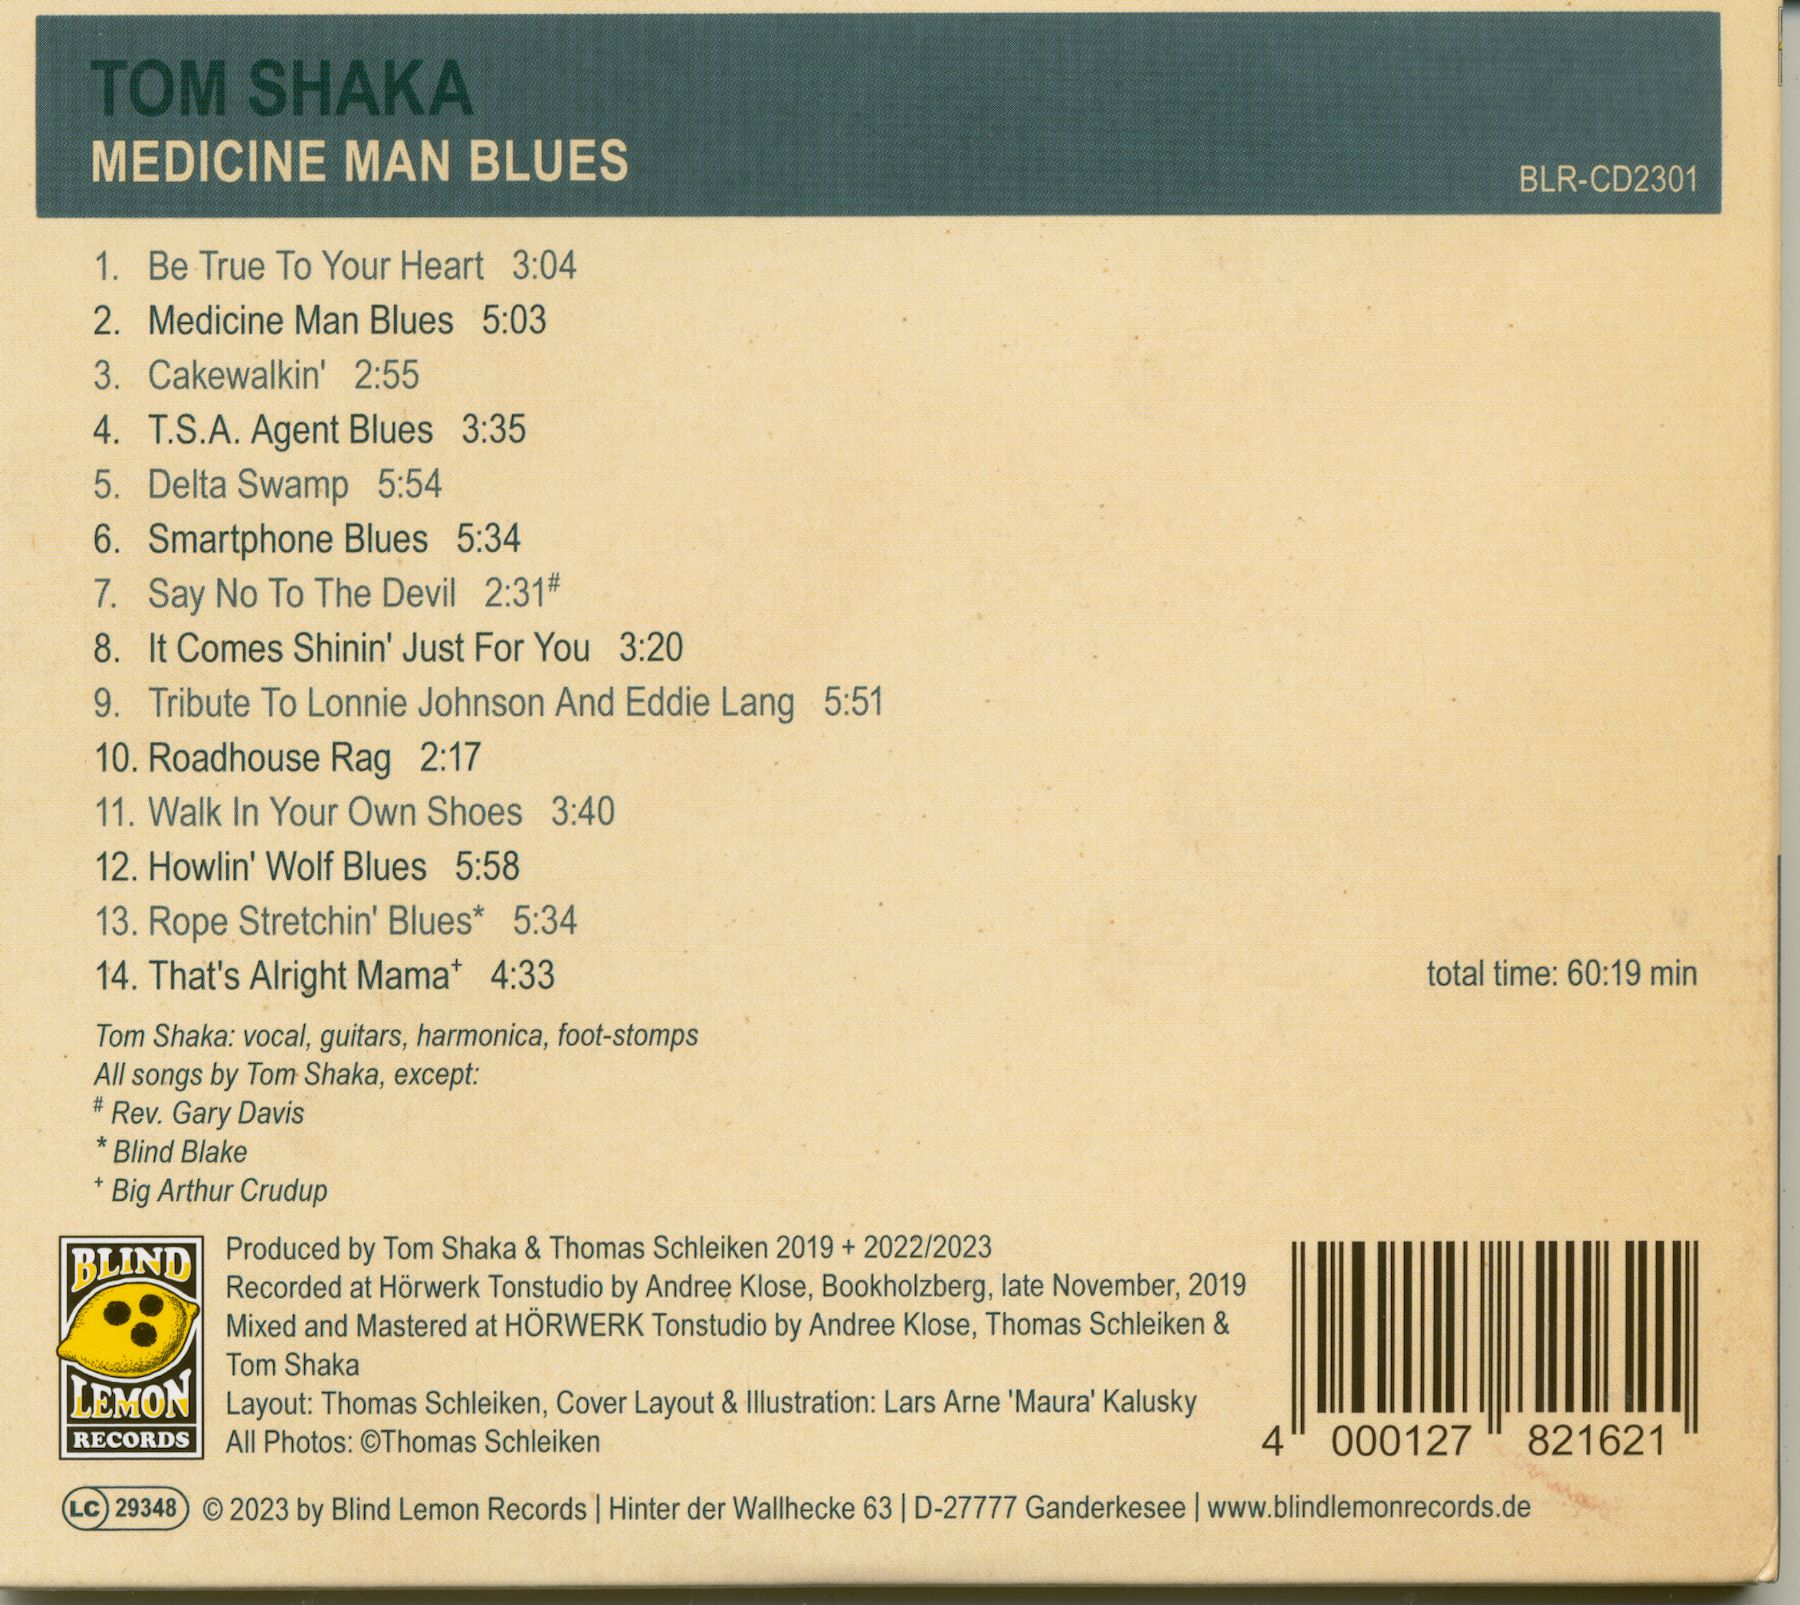 TOM SHAKA
MEDICINE MAN BLUES
BLR-CD2301
1. Be True To Your Heart 3:04
2. Medicine Man Blues 5:03
3. Cakewalkin' 2:55
4. T.S.A. Agent Blues 3:35
5. Delta Swamp 5:54
6. Smartphone Blues 5:34
7. Say No To The Devil 2:31#
8. It Comes Shinin' Just For You 3:20
9. Tribute To Lonnie Johnson And Eddie Lang 5:51
10. Roadhouse Rag 2:17
11. Walk In Your Own Shoes 3:40
12. Howlin' Wolf Blues 5:58
13. Rope Stretchin' Blues* 5:34
14. That's Alright Mama+ 4:33
total time: 60:19 min
Tom Shaka: vocal, guitars, harmonica, foot-stomps
All songs by Tom Shaka, except:
# Rev. Gary Davis
* Blind Blake
+ Big Arthur Crudup
BLIND
LEMON
RECORDS
Produced by Tom Shaka & Thomas Schleiken 2019 + 2022/2023
Recorded at Hörwerk Tonstudio by Andree Klose, Bookholzberg, late November, 2019
Mixed and Mastered at HÖRWERK Tonstudio by Andree Klose, Thomas Schleiken &
Tom Shaka
Layout: Thomas Schleiken, Cover Layout & Illustration: Lars Arne 'Maura' Kalusky
All Photos: ©Thomas Schleiken
4 000127 821621
LC 29348 © 2023 by Blind Lemon Records | Hinter der Wallhecke 63 | D-27777 Ganderkesee | www.blindlemonrecords.de